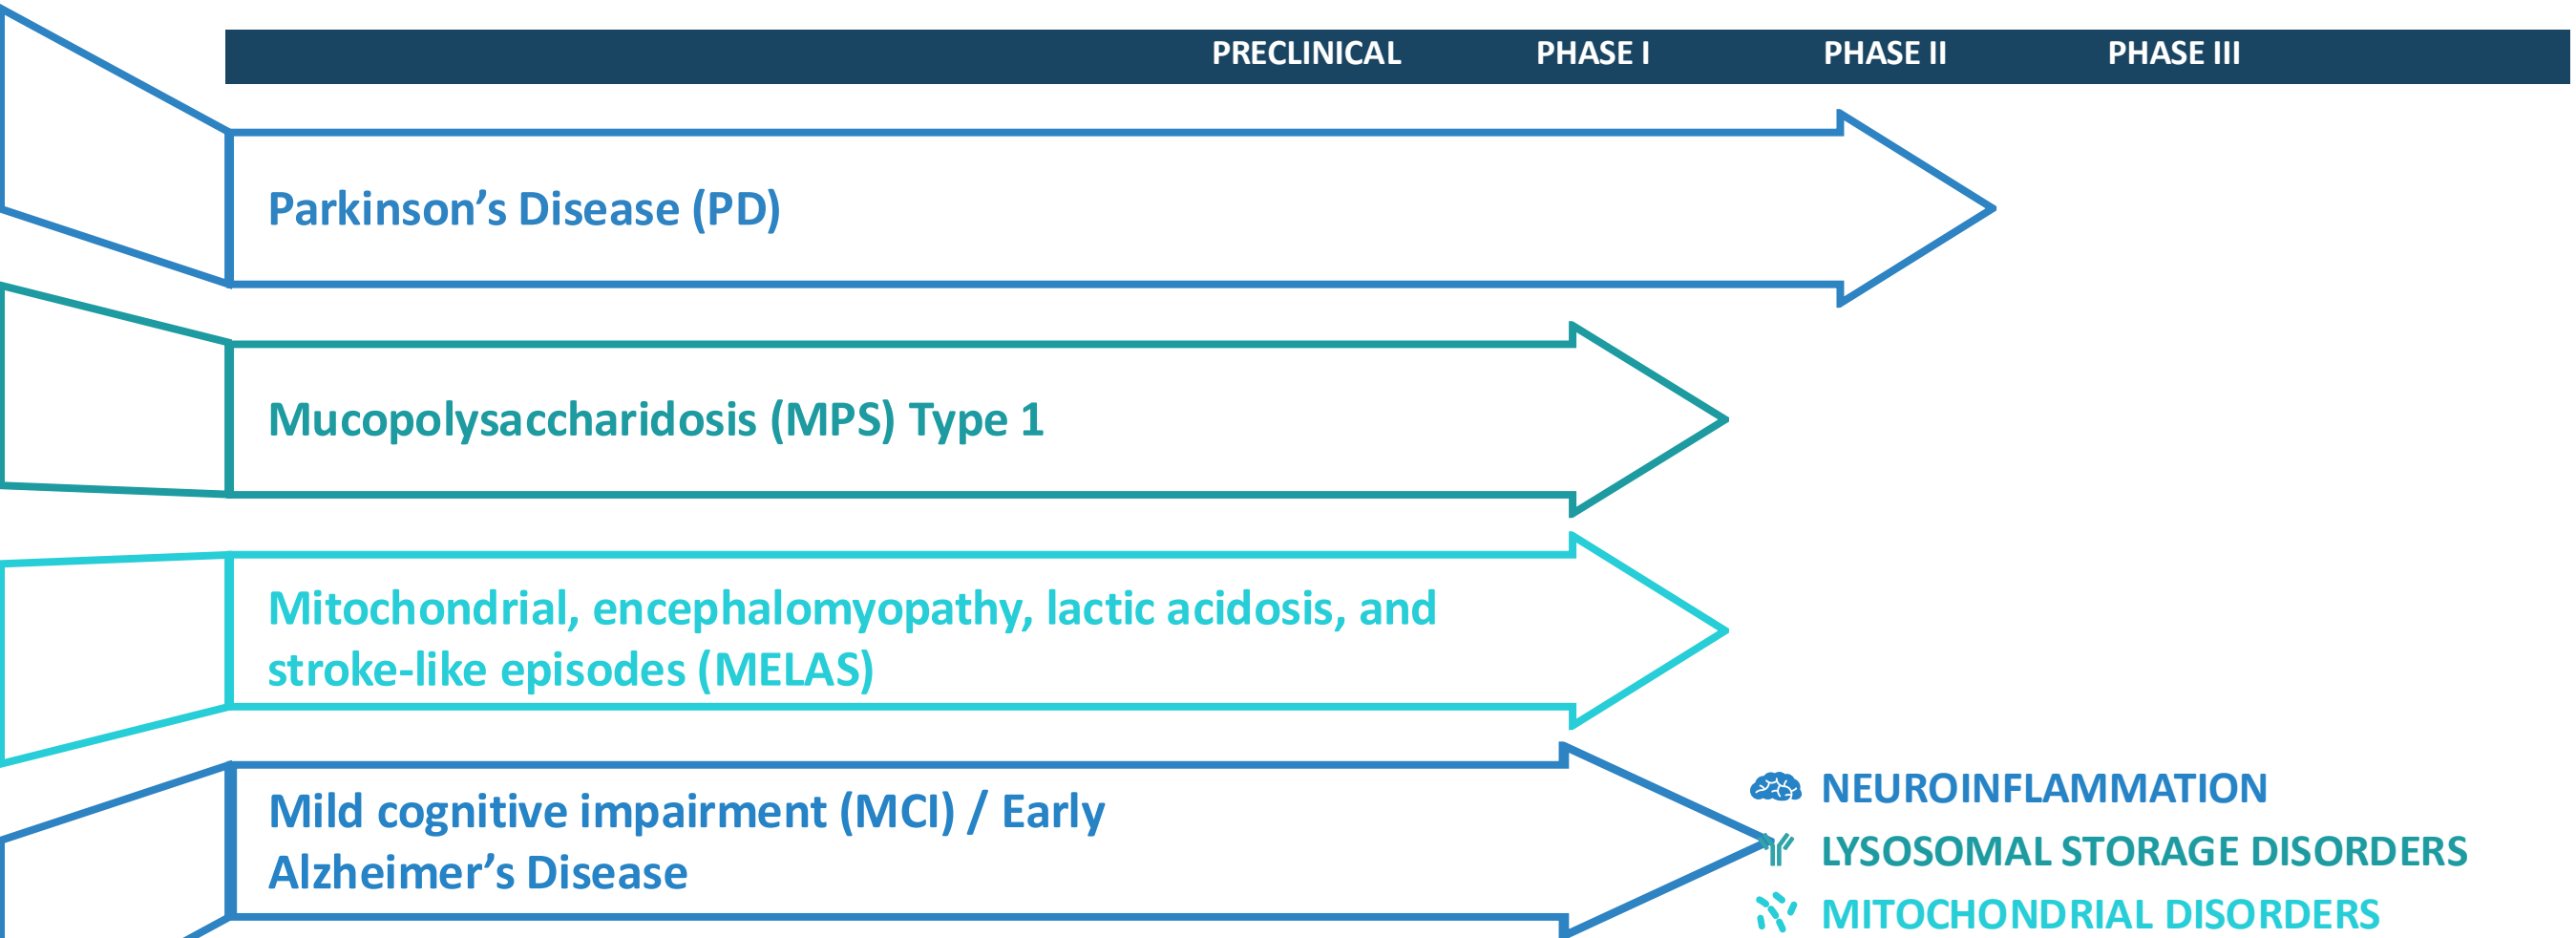 PRECLINICAL PHASE I PHASE II PHASE III
Parkinson’s Disease (PD)
Mucopolysaccharidosis (MPS) Type 1
Mitochondrial, encephalomyopathy, lactic acidosis, and
stroke-like episodes (MELAS)
Mild cognitive impairment (MCI) / Early
Alzheimer’s Disease
NEUROINFLAMMATION
LYSOSOMAL STORAGE DISORDERS
MITOCHONDRIAL DISORDERS